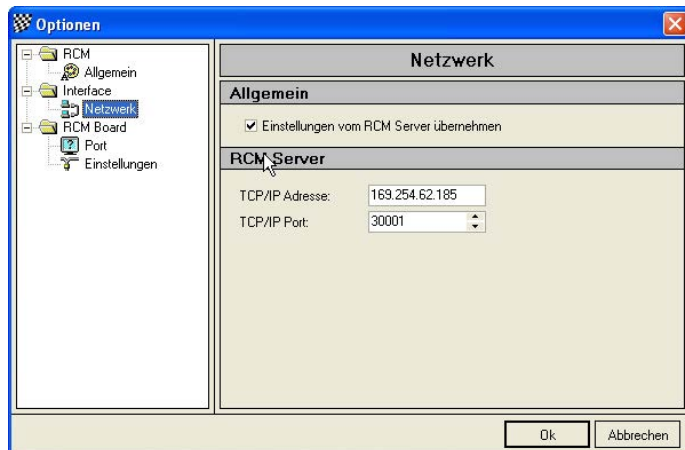 Optionen
RCM
Allgemein
Interface
Netzwerk
RCM Board
Port
Einstellungen
Netzwerk
Allgemein
Einstellungen vom RCM Server übernehmen
RCM Server
TCP/IP Adresse: 169.254.62.185
TCP/IP Port: 30001
Ok Abbrechen